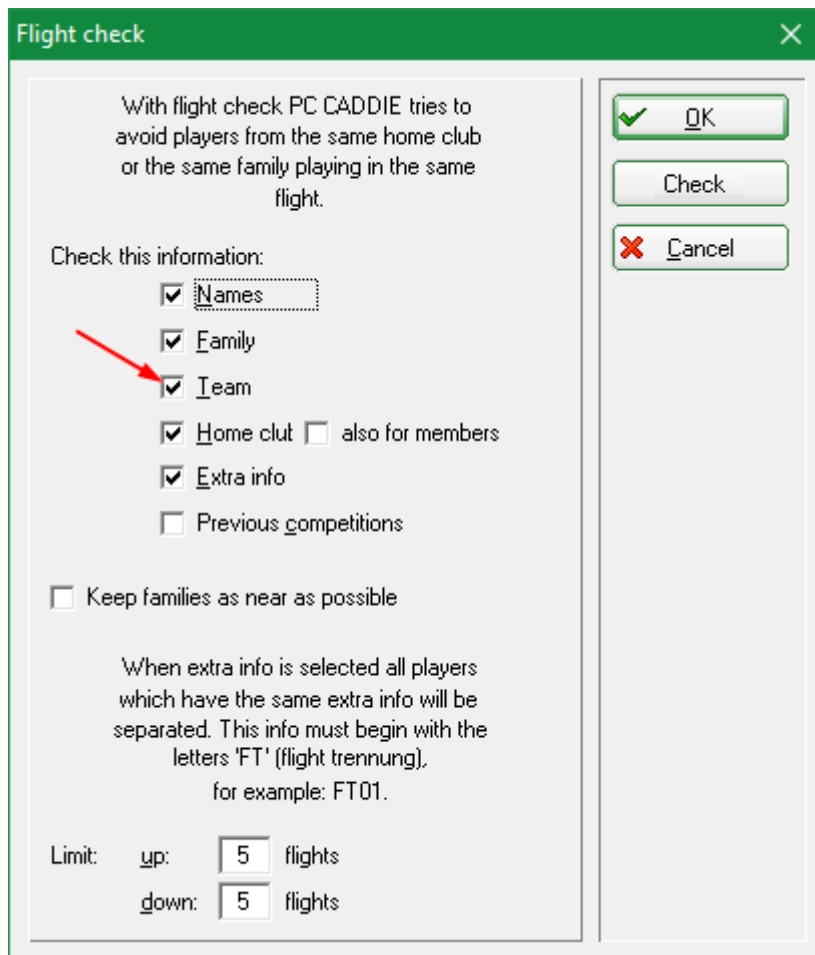 Flight check
With flight check PC CADDIE tries to
avoid players from the same home club
or the same family playing in the same
flight.
OK
Check
Cancel
Check this information:
Names
Family
Team
Home clut also for members
Extra info
Previous competitions
Keep families as near as possible
When extra info is selected all players
which have the same extra info will be
separated. This info must begin with the
letters 'FT' (flight trennung),
for example: FT01.
Limit: up: 5 flights
down: 5 flights